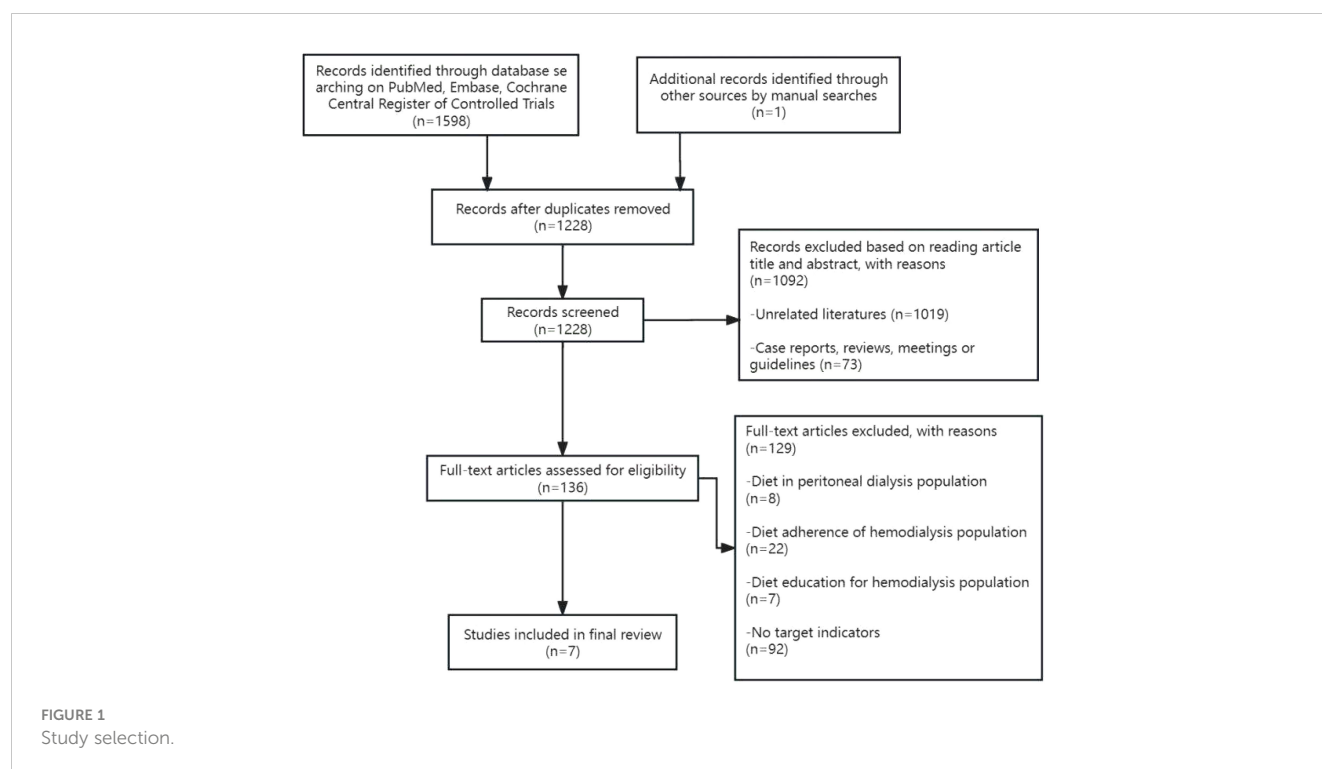 Records identified through database se
arching on PubMed, Embase, Cochrane
Central Register of Controlled Trials
(n=1598)
Additional records identified through
other sources by manual searches
(n=1)
Records after duplicates removed
(n=1228)
Records excluded based on reading article
title and abstract, with reasons
(n=1092)
-Unrelated literatures (n=1019)
-Case reports, reviews, meetings or
guidelines (n=73)
Records screened
(n=1228)
Full-text articles assessed for eligibility
(n=136)
Full-text articles excluded, with reasons
(n=129)
-Diet in peritoneal dialysis population
(n=8)
-Diet adherence of hemodialysis population
(n=22)
-Diet education for hemodialysis population
(n=7)
-No target indicators
(n=92)
Studies included in final review
(n=7)
FIGURE 1
Study selection.